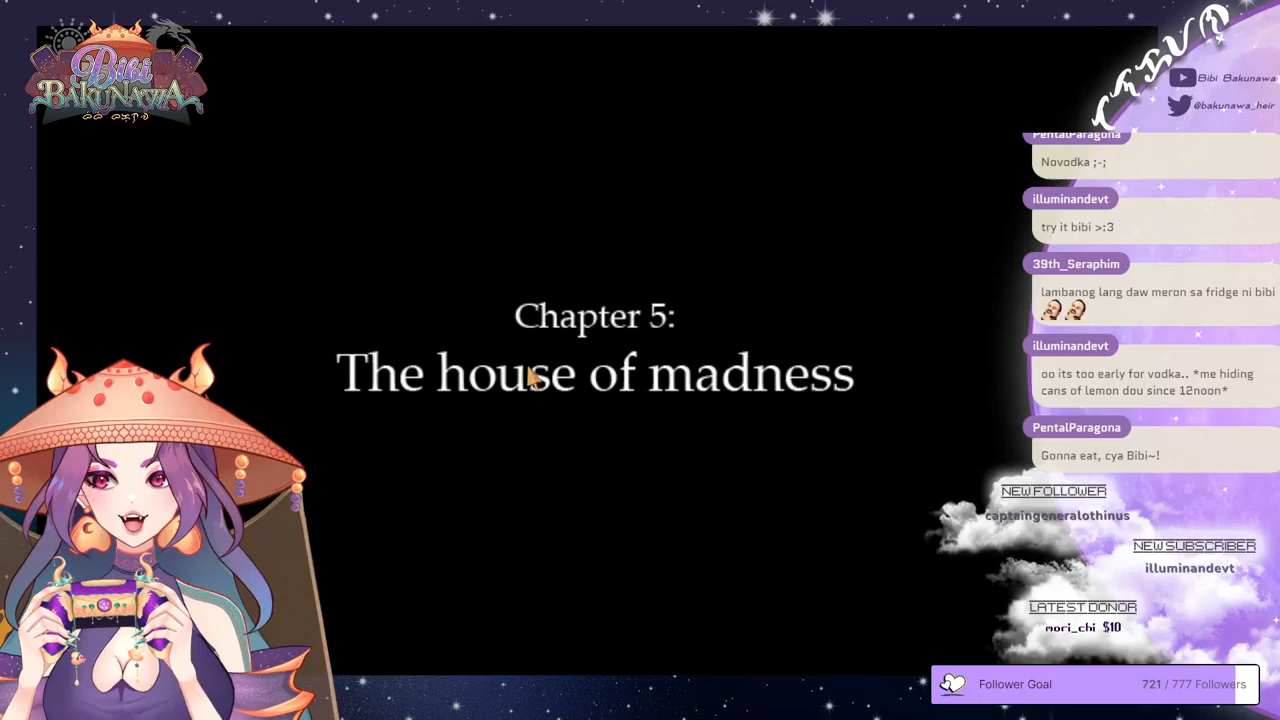 Bibi
BAKUNAWA
Bibi Bakunawa
@bakunawa_heir
PentalParagona
Novodka ;-;
illuminandevt
try it bibi >:3
39th_Seraphim
lambanog lang daw meron sa fridge ni bibi
illuminandevt
oo its too early for vodka.. *me hiding
cans of lemon dou since 12noon*
PentalParagona
Gonna eat, cya Bibi~!
Chapter 5:
The house of madness
NEW FOLLOWER
captaingeneralothinus
NEW SUBSCRIBER
illuminandevt
LATEST DONOR
mori_chi $10
Follower Goal 721 / 777 Followers